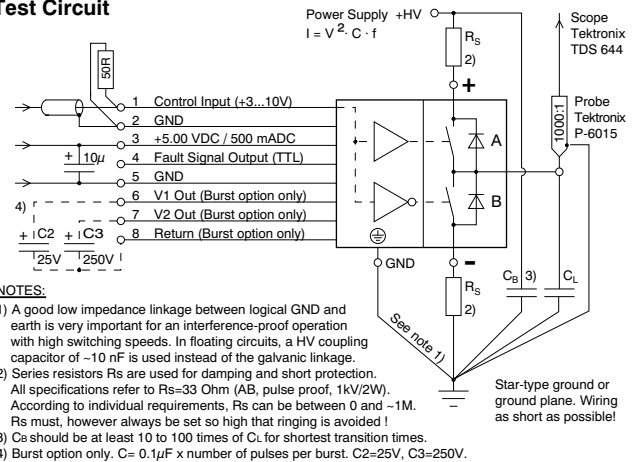 Test Circuit
Power Supply +HV
I = V 2. C · f
RS
2)
Scope
Tektronix
TDS 644
50R
1 Control Input (+3...10V)
2 GND
3 +5.00 VDC / 500 mADC
4 Fault Signal Output (TTL)
5 GND
6 V1 Out (Burst option only)
7 V2 Out (Burst option only)
8 Return (Burst option only)
+ 10µ
4)
+ C2
25V
+ C3
250V
+
A
B
1000:1
Probe
Tektronix
P-6015
GND
-
RS
2)
CB 3)
CL
See note 1)
Star-type ground or
ground plane. Wiring
as short as possible!
NOTES:
1) A good low impedance linkage between logical GND and
earth is very important for an interference-proof operation
with high switching speeds. In floating circuits, a HV coupling
capacitor of ~10 nF is used instead of the galvanic linkage.
2) Series resistors Rs are used for damping and short protection.
All specifications refer to Rs=33 Ohm (AB, pulse proof, 1kV/2W).
According to individual requirements, Rs can be between 0 and ~1M.
Rs must, however always be set so high that ringing is avoided !
3) CB should be at least 10 to 100 times of CL for shortest transition times.
4) Burst option only. C= 0.1µF x number of pulses per burst. C2=25V, C3=250V.